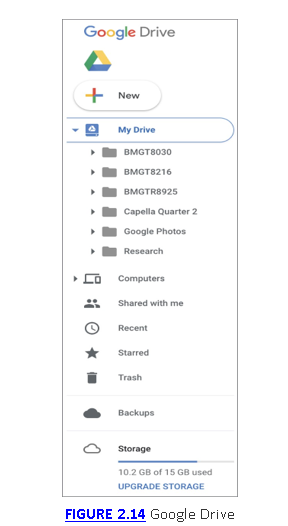 Google Drive
New
My Drive
BMGT8030
BMGT8216
BMGTR8925
Capella Quarter 2
Google Photos
Research
Computers
Shared with me
Recent
Starred
Trash
Backups
Storage
10.2 GB of 15 GB used
UPGRADE STORAGE
FIGURE 2.14 Google Drive